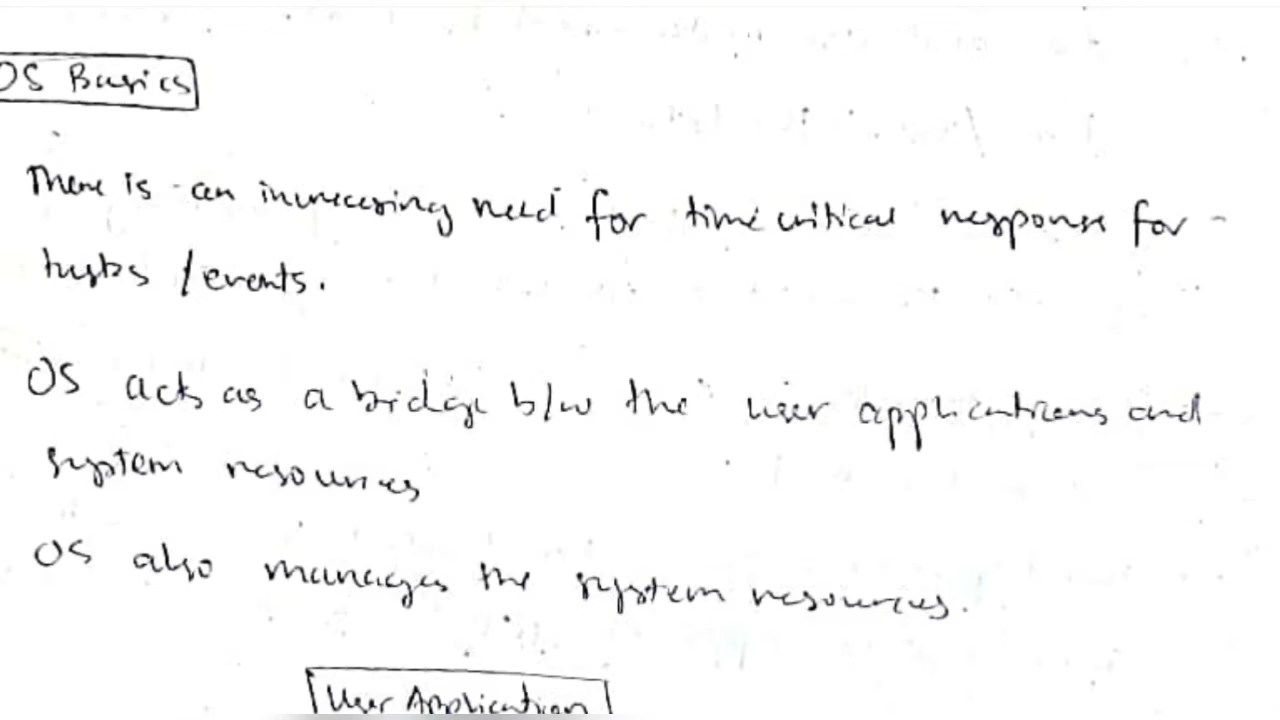 OS Basics
There is an increasing need for time critical response for -
tasks / events.
OS acts as a bridge b/w the user applications and
system resources
OS also manages the system resources.
User Application